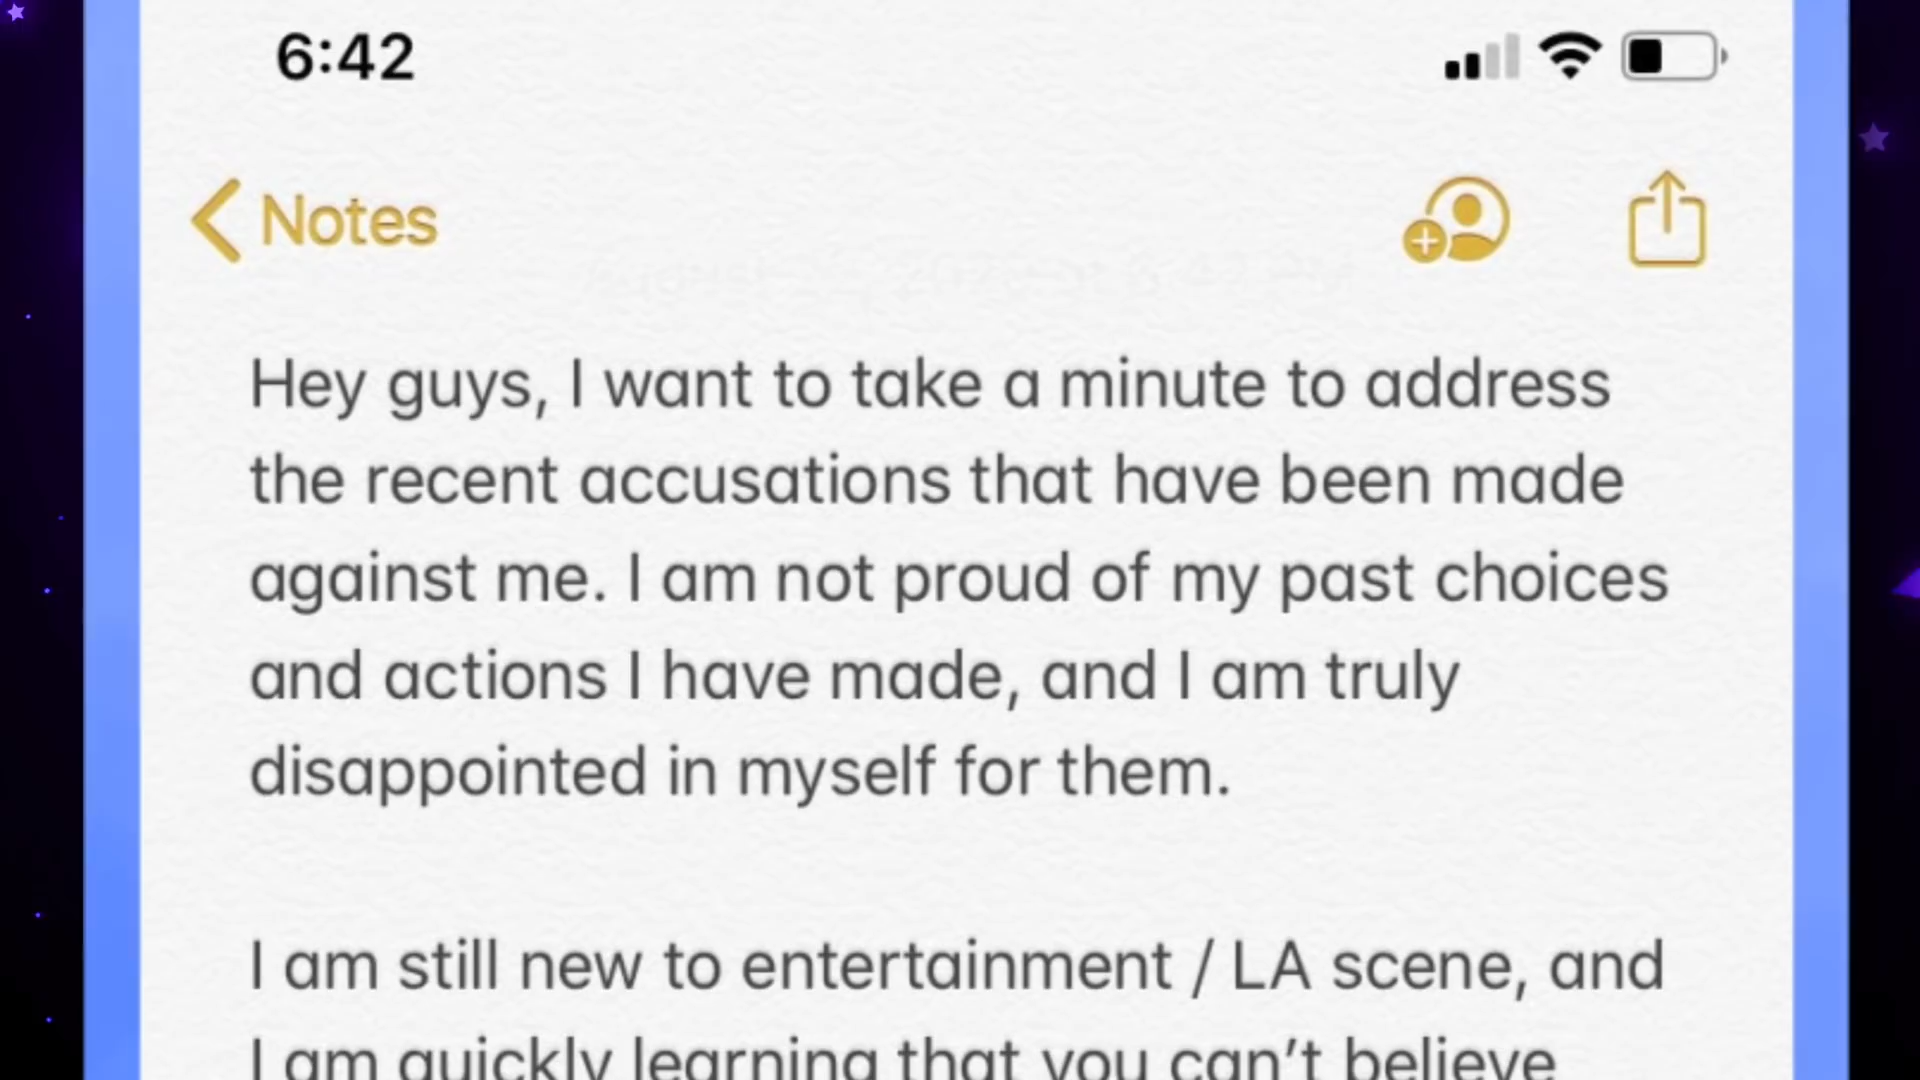 6:42
Notes
Hey guys, I want to take a minute to address
the recent accusations that have been made
against me. I am not proud of my past choices
and actions I have made, and I am truly
disappointed in myself for them.
I am still new to entertainment / LA scene, and
I am quickly learning that you can't believe